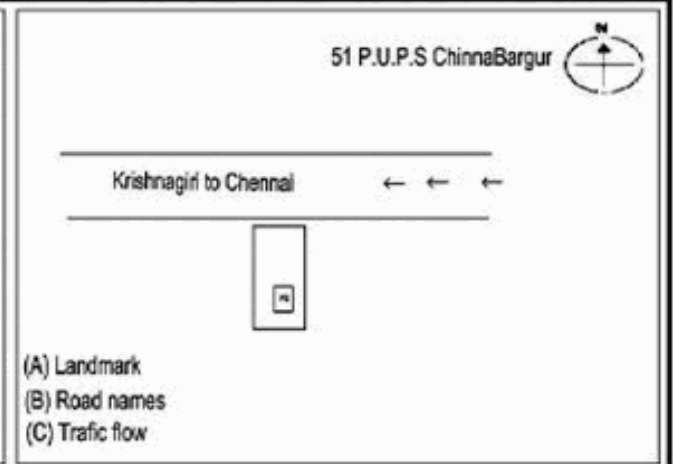 N
51 P.U.P.S ChinnaBargur
Krishnagiri to Chennai
(A) Landmark
(B) Road names
(C) Trafic flow